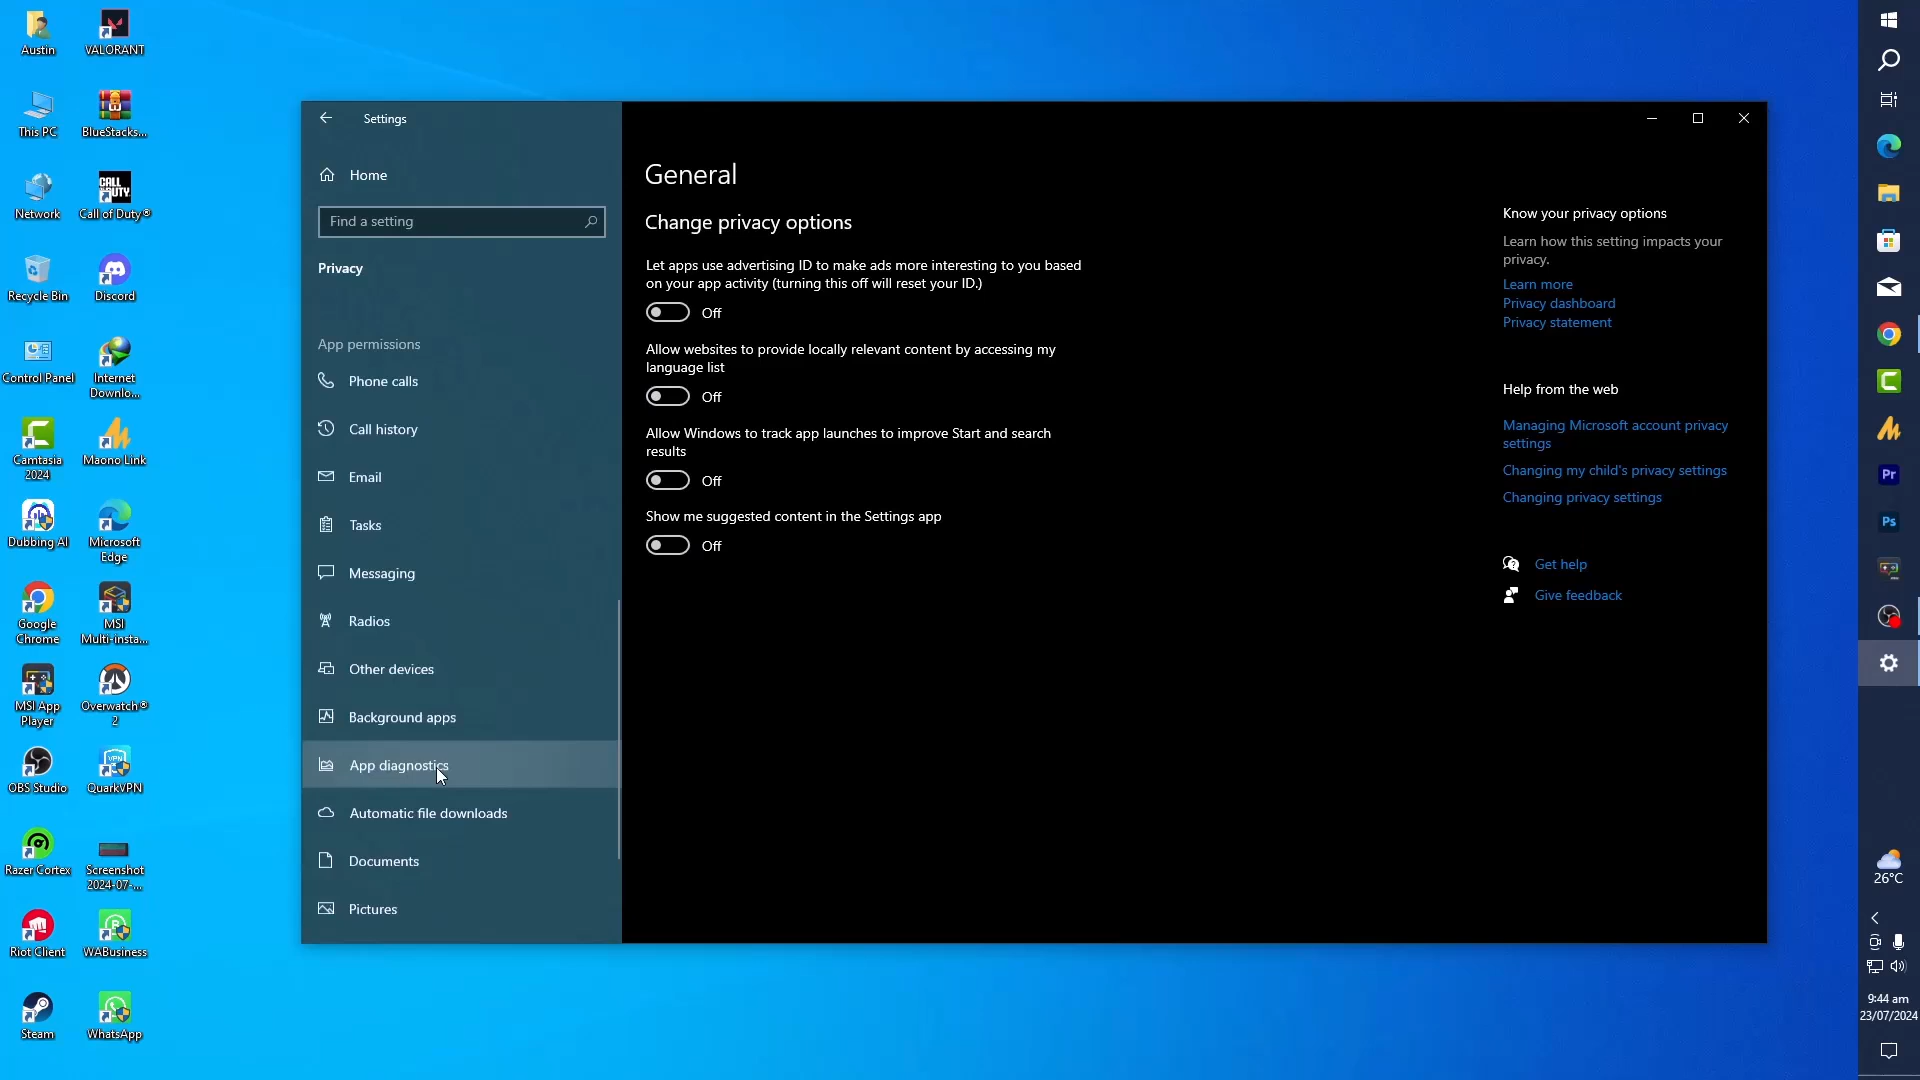 Austin
VALORANT
This PC
BlueStacks...
Network
Call of Duty®
Recycle Bin
Discord
Control Panel
Internet
Downlo...
Camtasia
2024
Maono Link
Dubbing AI
Microsoft
Edge
Google
Chrome
MSI
Multi-insta...
MSI App
Player
Overwatch®
2
OBS Studio
QuarkVPN
Razer Cortex
Screenshot
2024-07-...
Riot Client
WABusiness
Steam
WhatsApp
Settings
Home
Find a setting
Privacy
App permissions
Phone calls
Call history
Email
Tasks
Messaging
Radios
Other devices
Background apps
App diagnostics
Automatic file downloads
Documents
Pictures
General
Change privacy options
Let apps use advertising ID to make ads more interesting to you based
on your app activity (turning this off will reset your ID.)
Off
Allow websites to provide locally relevant content by accessing my
language list
Off
Allow Windows to track app launches to improve Start and search
results
Off
Show me suggested content in the Settings app
Off
Know your privacy options
Learn how this setting impacts your
privacy.
Learn more
Privacy dashboard
Privacy statement
Help from the web
Managing Microsoft account privacy
settings
Changing my child's privacy settings
Changing privacy settings
Get help
Give feedback
Pr
Ps
26°C
9:44 am
23/07/2024